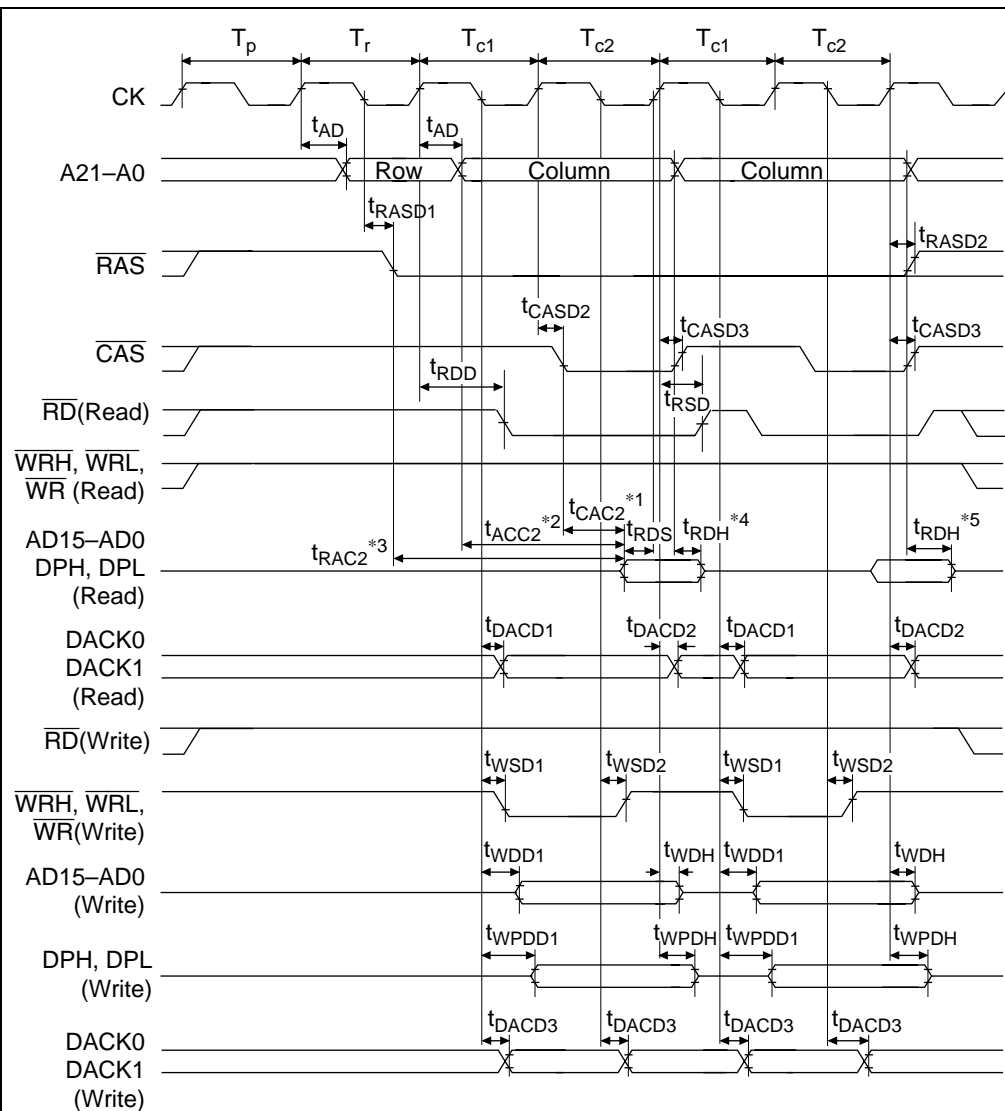 Tp Tr Tc1 Tc2 Tc1 Tc2
CK
tAD tAD
A21–A0 Row Column Column
tRASD1
RAS tRASD2
tCASD2 tCASD3 tCASD3
CAS
tRDD tRSD
RD(Read)
WRH, WRL,
WR (Read)
tCAC2*1
tACC2*2 tRDS tRDH*4 tRDH*5
tRAC2*3
AD15–AD0
DPH, DPL
(Read)
tDACD1 tDACD2 tDACD1 tDACD2
DACK0
DACK1
(Read)
RD(Write)
tWSD1 tWSD2 tWSD1 tWSD2
WRH, WRL,
WR(Write)
tWDD1 tWDH tWDD1 tWDH
AD15–AD0
(Write)
tWPDD1 tWPDH tWPDD1 tWPDH
DPH, DPL
(Write)
tDACD3 tDACD3 tDACD3 tDACD3
DACK0
DACK1
(Write)